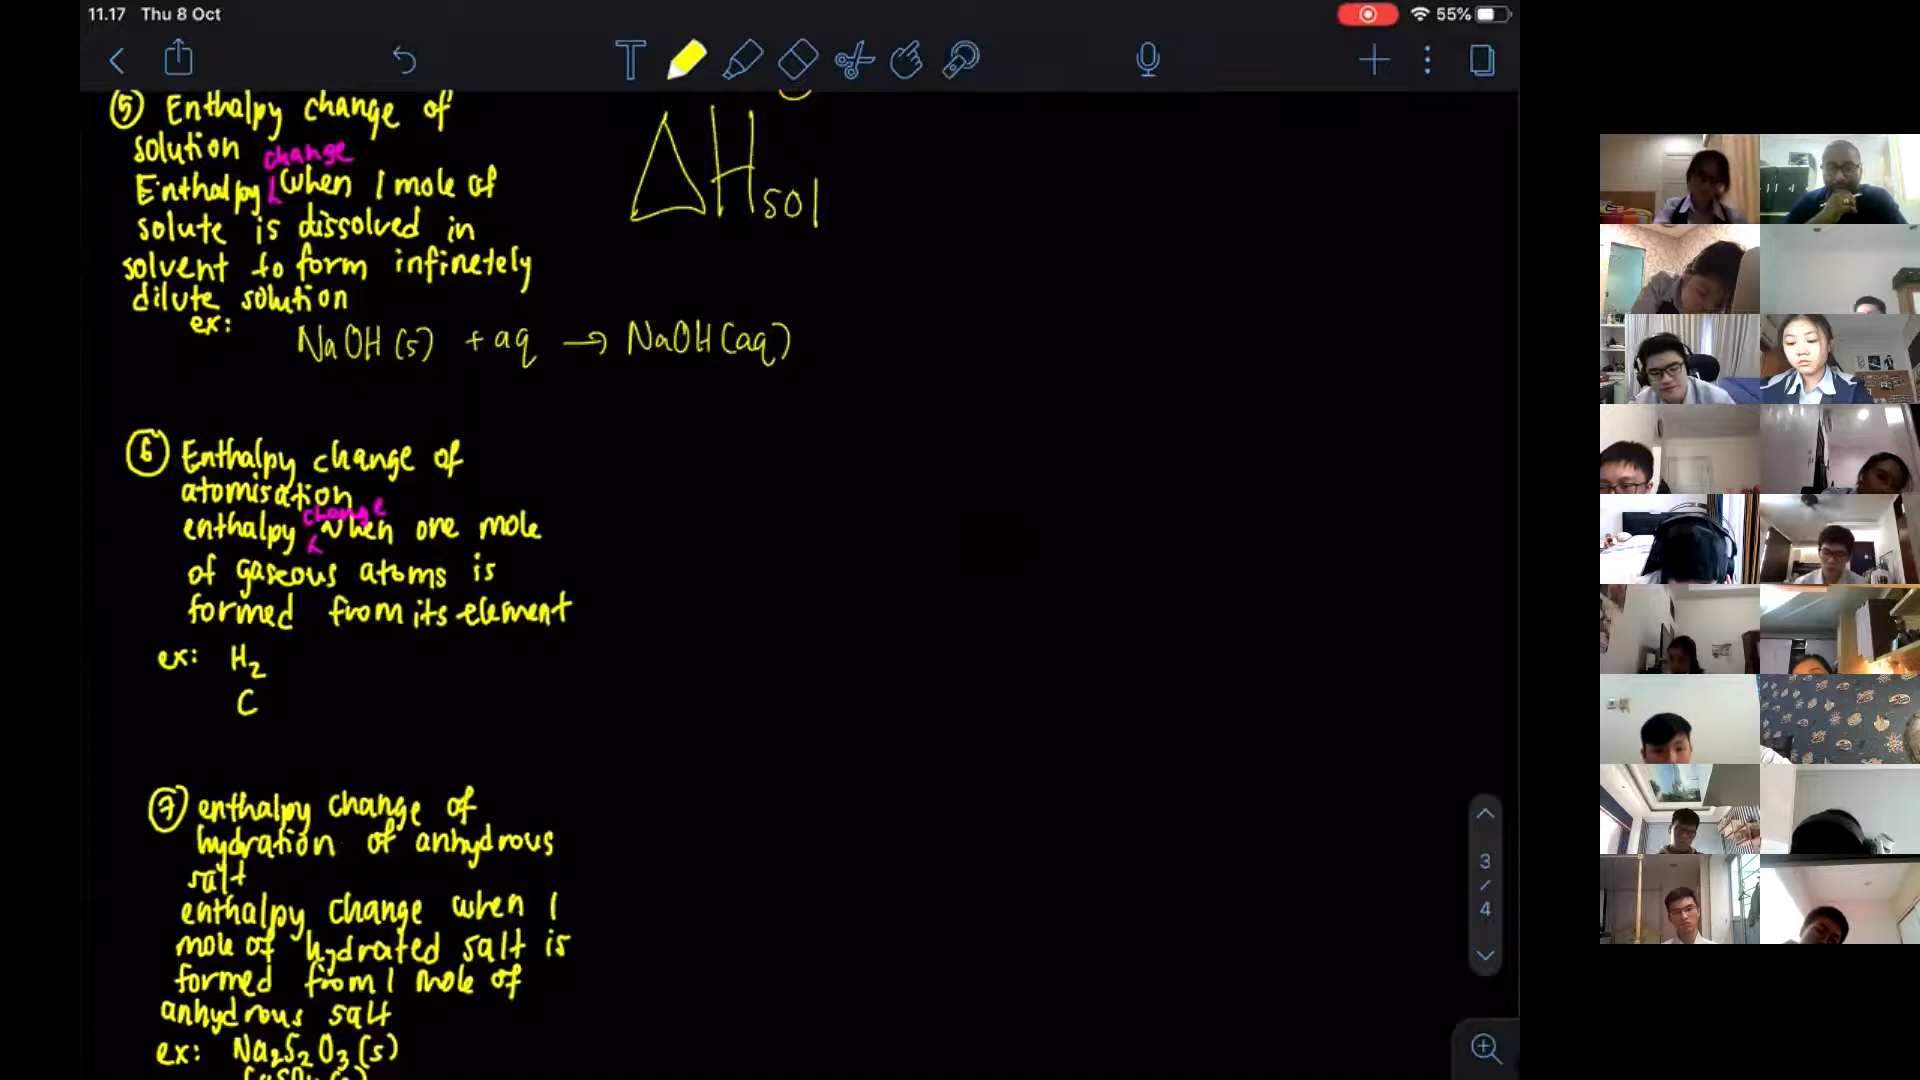 11.17 Thu 8 Oct
55%
T
5 Enthalpy change of
solution
change
Enthalpy when 1 mole of
solute is dissolved in
solvent to form infinetely
dilute solution
ex:
NaOH (s) + aq → NaOH(aq)
ΔHsol
6 Enthalpy change of
atomisation
change
enthalpy when one mole
of gaseous atoms is
formed from its element
ex: H2
C
7 enthalpy change of
hydration of anhydrous
salt
enthalpy change when 1
mole of hydrated salt is
formed from 1 mole of
anhydrous salt
ex: Na2S2O3(s)
3
/
4